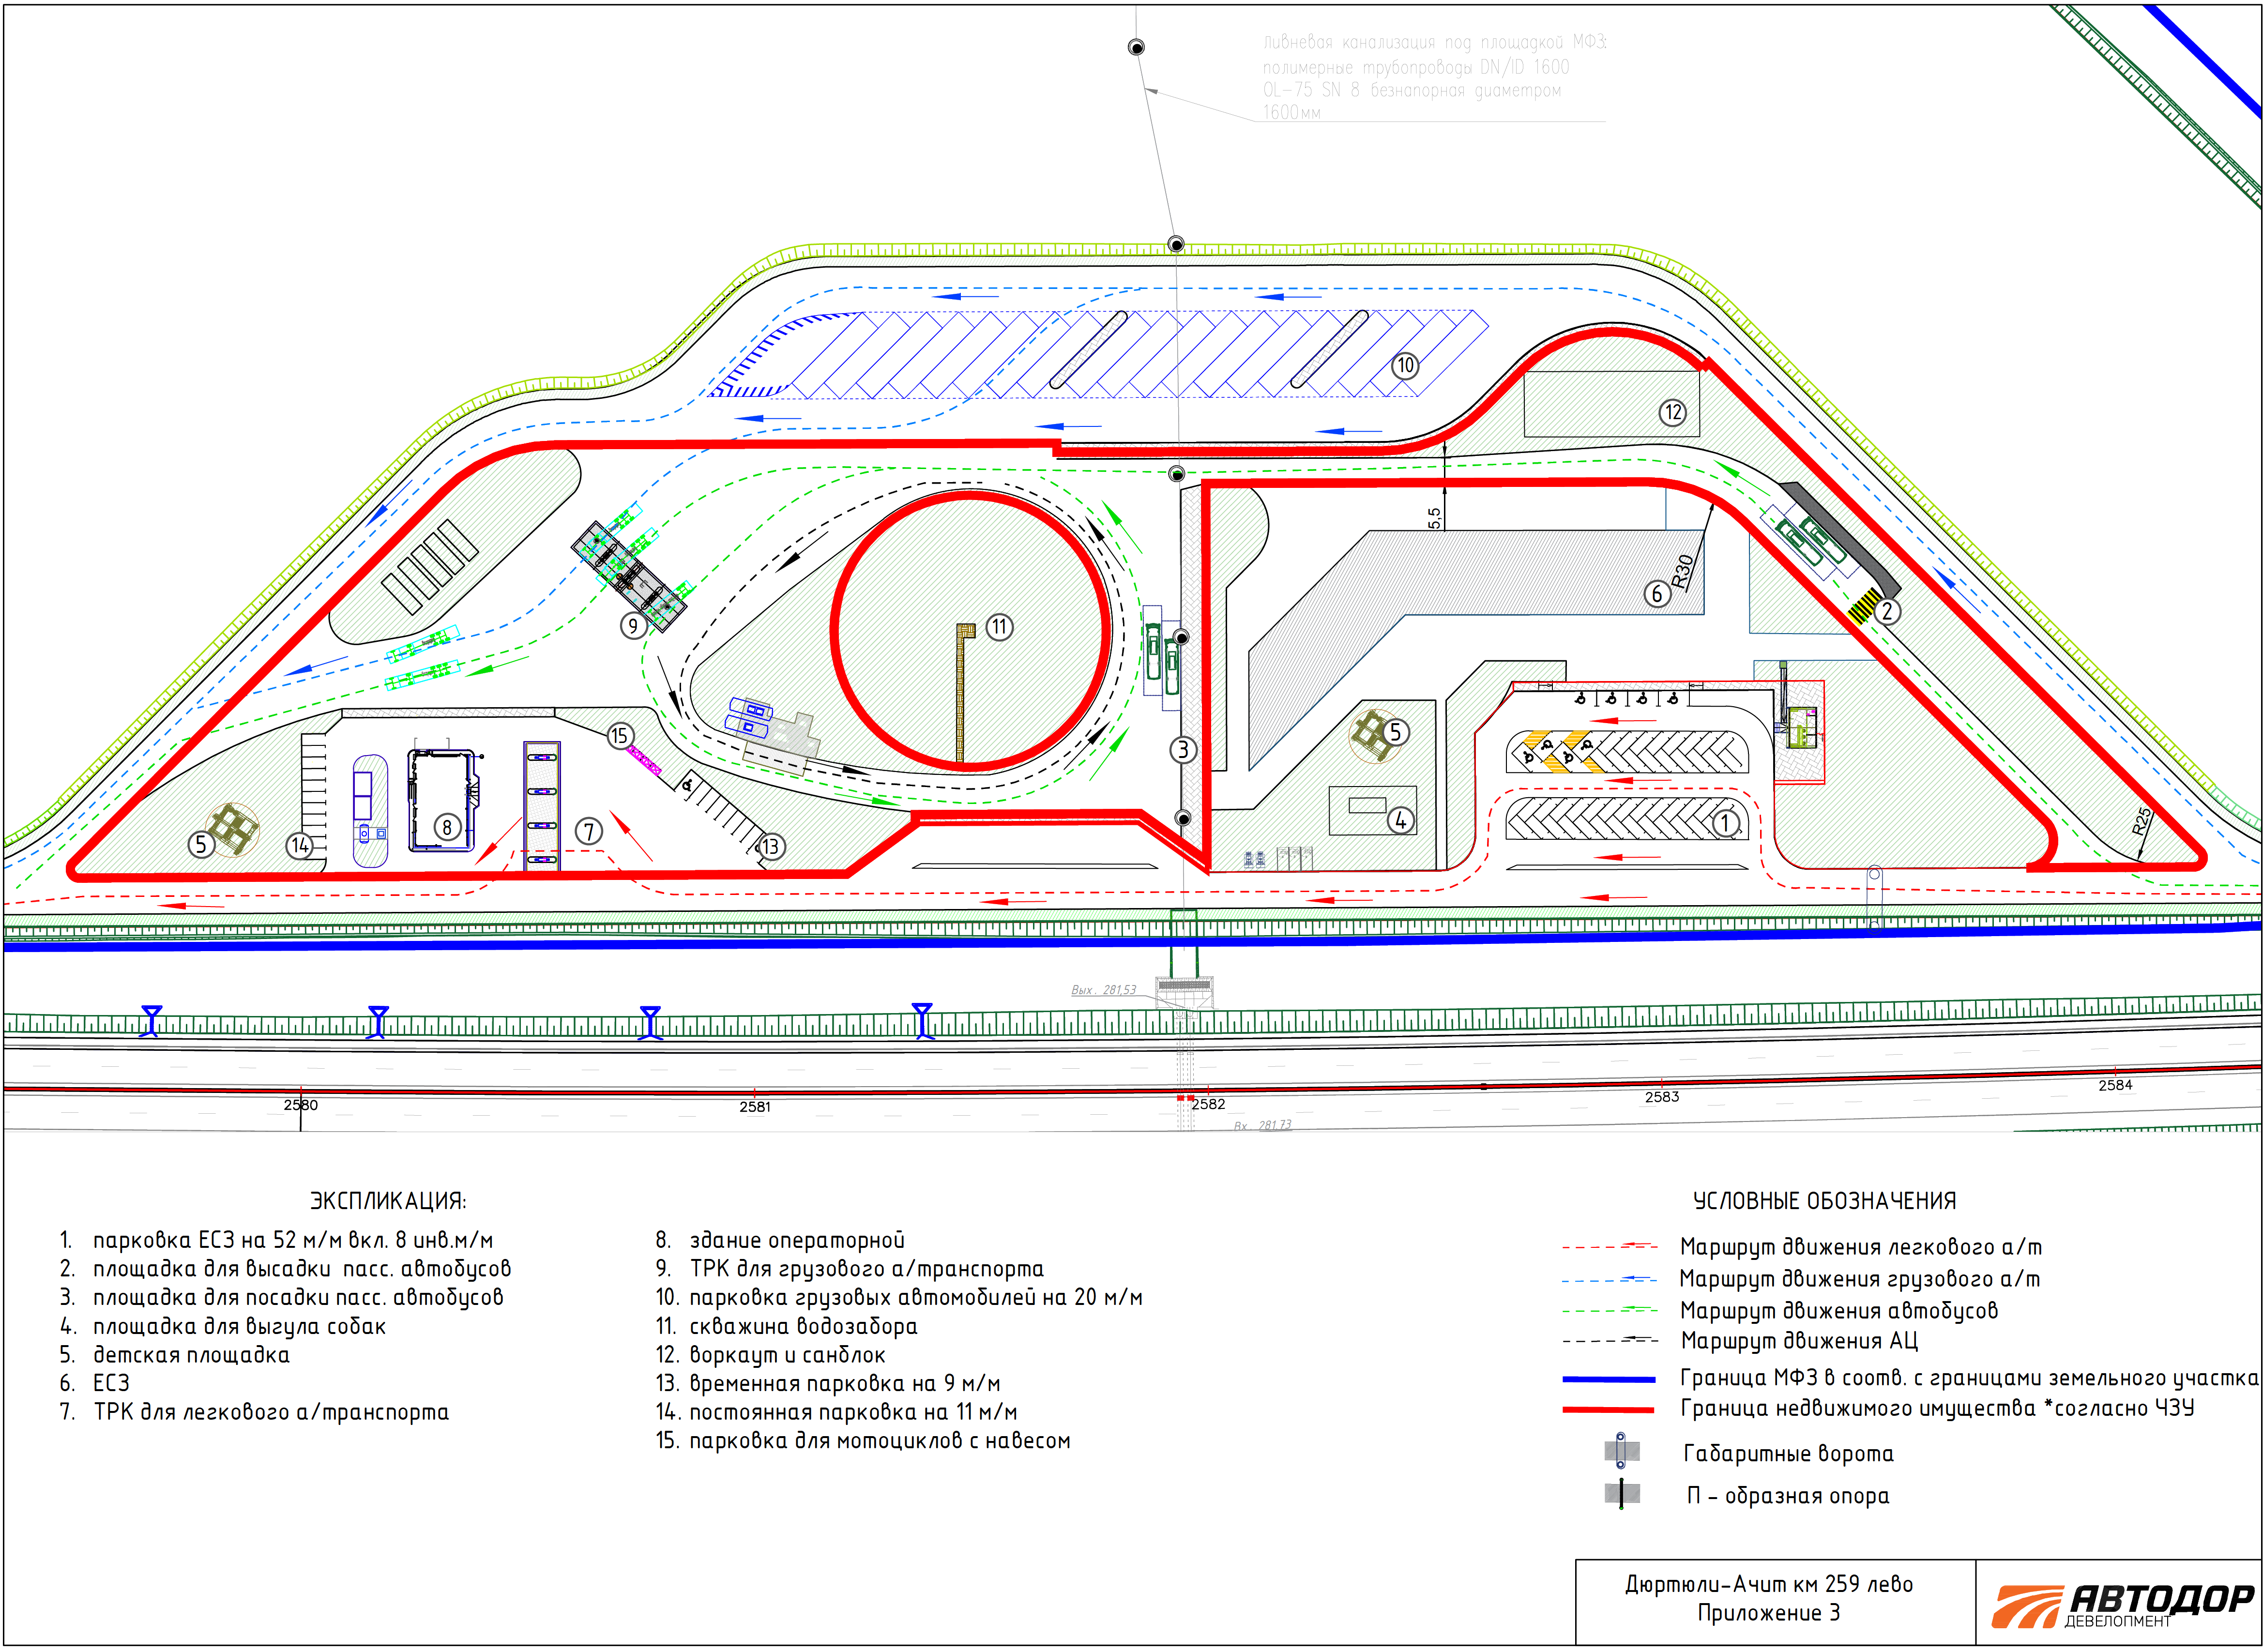 Ливневая канализация под площадкой МФЗ:
полимерные трубопроводы DN/ID 1600
OL-75 SN 8 безнапорная диаметром
1600мм
10
12
5,5
R30
6
2
9
11
15
3
5
4
1
R25
5
14
8
7
13
Вых. 281,53
2580
2581
2582
2583
2584
Вх. 281.73
ЭКСПЛИКАЦИЯ:
1. парковка ЕСЗ на 52 м/м вкл. 8 инв.м/м
2. площадка для высадки пасс. автобусов
3. площадка для посадки пасс. автобусов
4. площадка для выгула собак
5. детская площадка
6. ЕСЗ
7. ТРК для легкового а/транспорта
8. здание операторной
9. ТРК для грузового а/транспорта
10. парковка грузовых автомобилей на 20 м/м
11. скважина водозабора
12. воркаут и санблок
13. временная парковка на 9 м/м
14. постоянная парковка на 11 м/м
15. парковка для мотоциклов с навесом
УСЛОВНЫЕ ОБОЗНАЧЕНИЯ
Маршрут движения легкового а/т
Маршрут движения грузового а/т
Маршрут движения автобусов
Маршрут движения АЦ
Граница МФЗ в соотв. с границами земельного участка
Граница недвижимого имущества *согласно ЧЗУ
Габаритные ворота
П - образная опора
Дюртюли-Ачит км 259 лево
Приложение 3
АВТОДОР
ДЕВЕЛОПМЕНТ